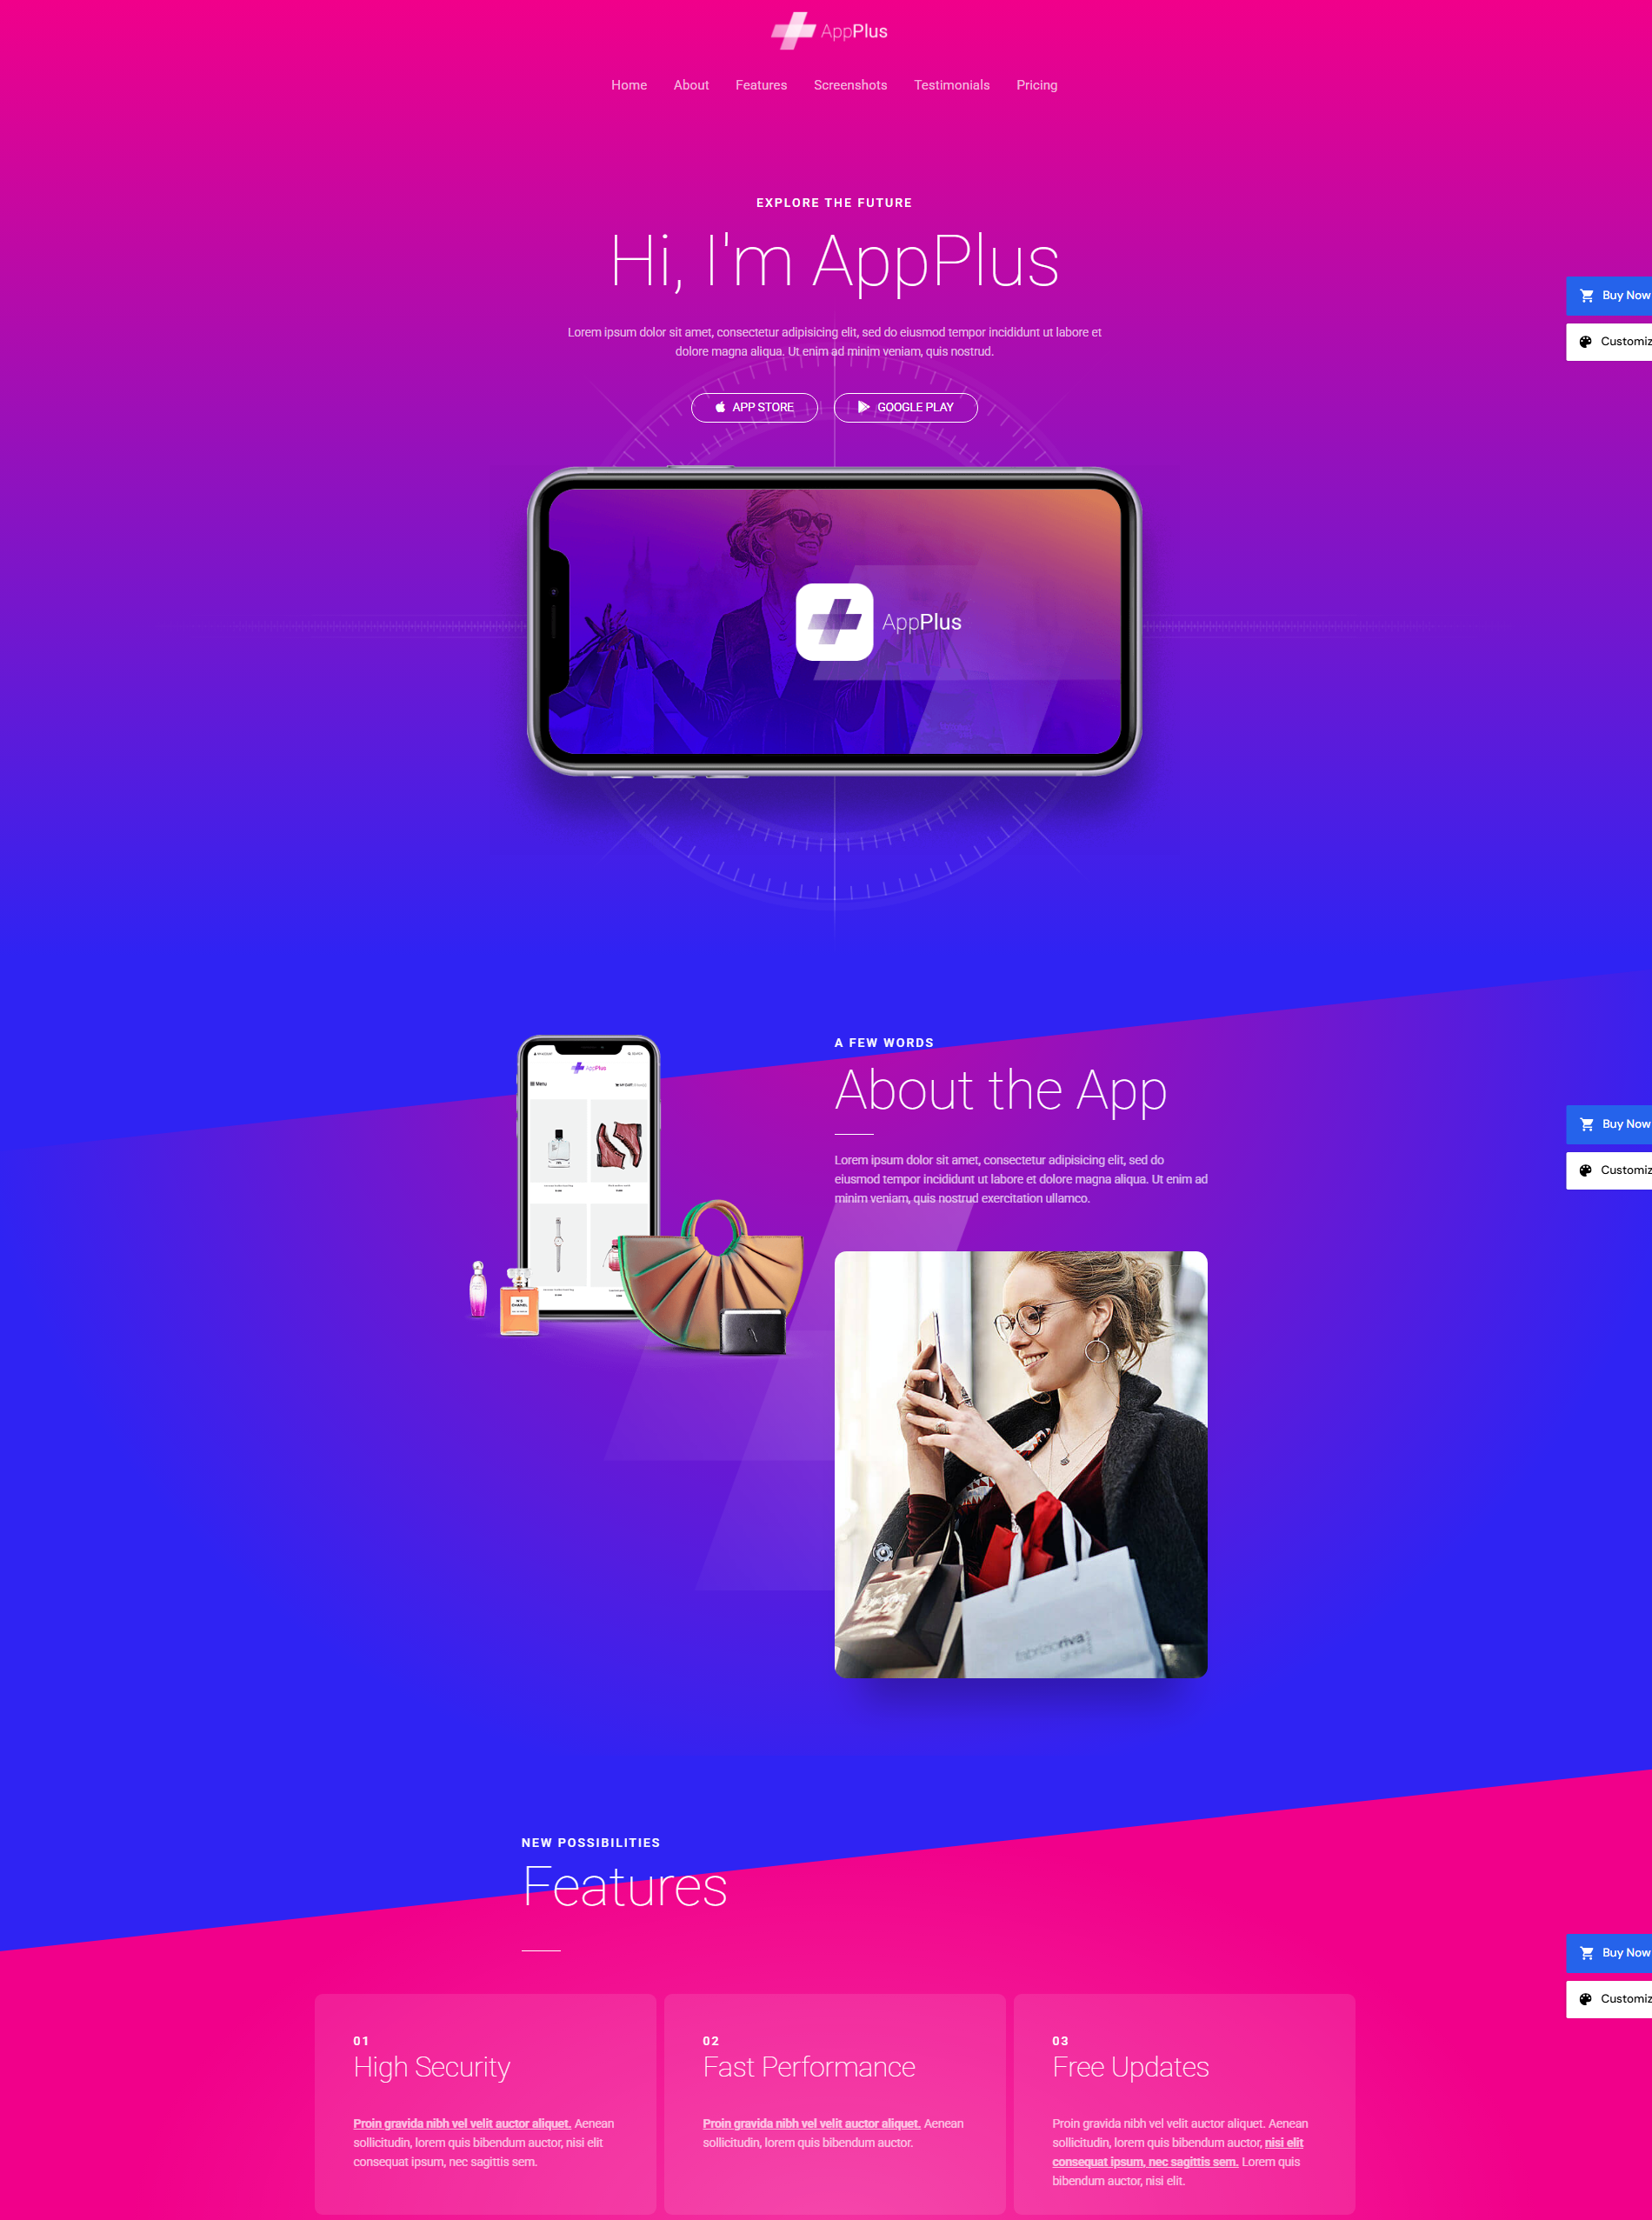 AppPlus
Home About Features Screenshots Testimonials Pricing
EXPLORE THE FUTURE
Hi, I'm AppPlus
Lorem ipsum dolor sit amet, consectetur adipisicing elit, sed do eiusmod tempor incididunt ut labore et
dolore magna aliqua. Ut enim ad minim veniam, quis nostrud.
APP STORE GOOGLE PLAY
Buy Now
Customiz
AppPlus
A FEW WORDS
About the App
Lorem ipsum dolor sit amet, consectetur adipisicing elit, sed do
eiusmod tempor incididunt ut labore et dolore magna aliqua. Ut enim ad
minim veniam, quis nostrud exercitation ullamco.
AppPlus
Menu
MY CART
N°5
CHANEL
Buy Now
Customiz
fabrizioriva
NEW POSSIBILITIES
Features
Buy Now
Customiz
01
High Security
Proin gravida nibh vel velit auctor aliquet. Aenean
sollicitudin, lorem quis bibendum auctor, nisi elit
consequat ipsum, nec sagittis sem.
02
Fast Performance
Proin gravida nibh vel velit auctor aliquet. Aenean
sollicitudin, lorem quis bibendum auctor.
03
Free Updates
Proin gravida nibh vel velit auctor aliquet. Aenean
sollicitudin, lorem quis bibendum auctor, nisi elit
consequat ipsum, nec sagittis sem. Lorem quis
bibendum auctor, nisi elit.